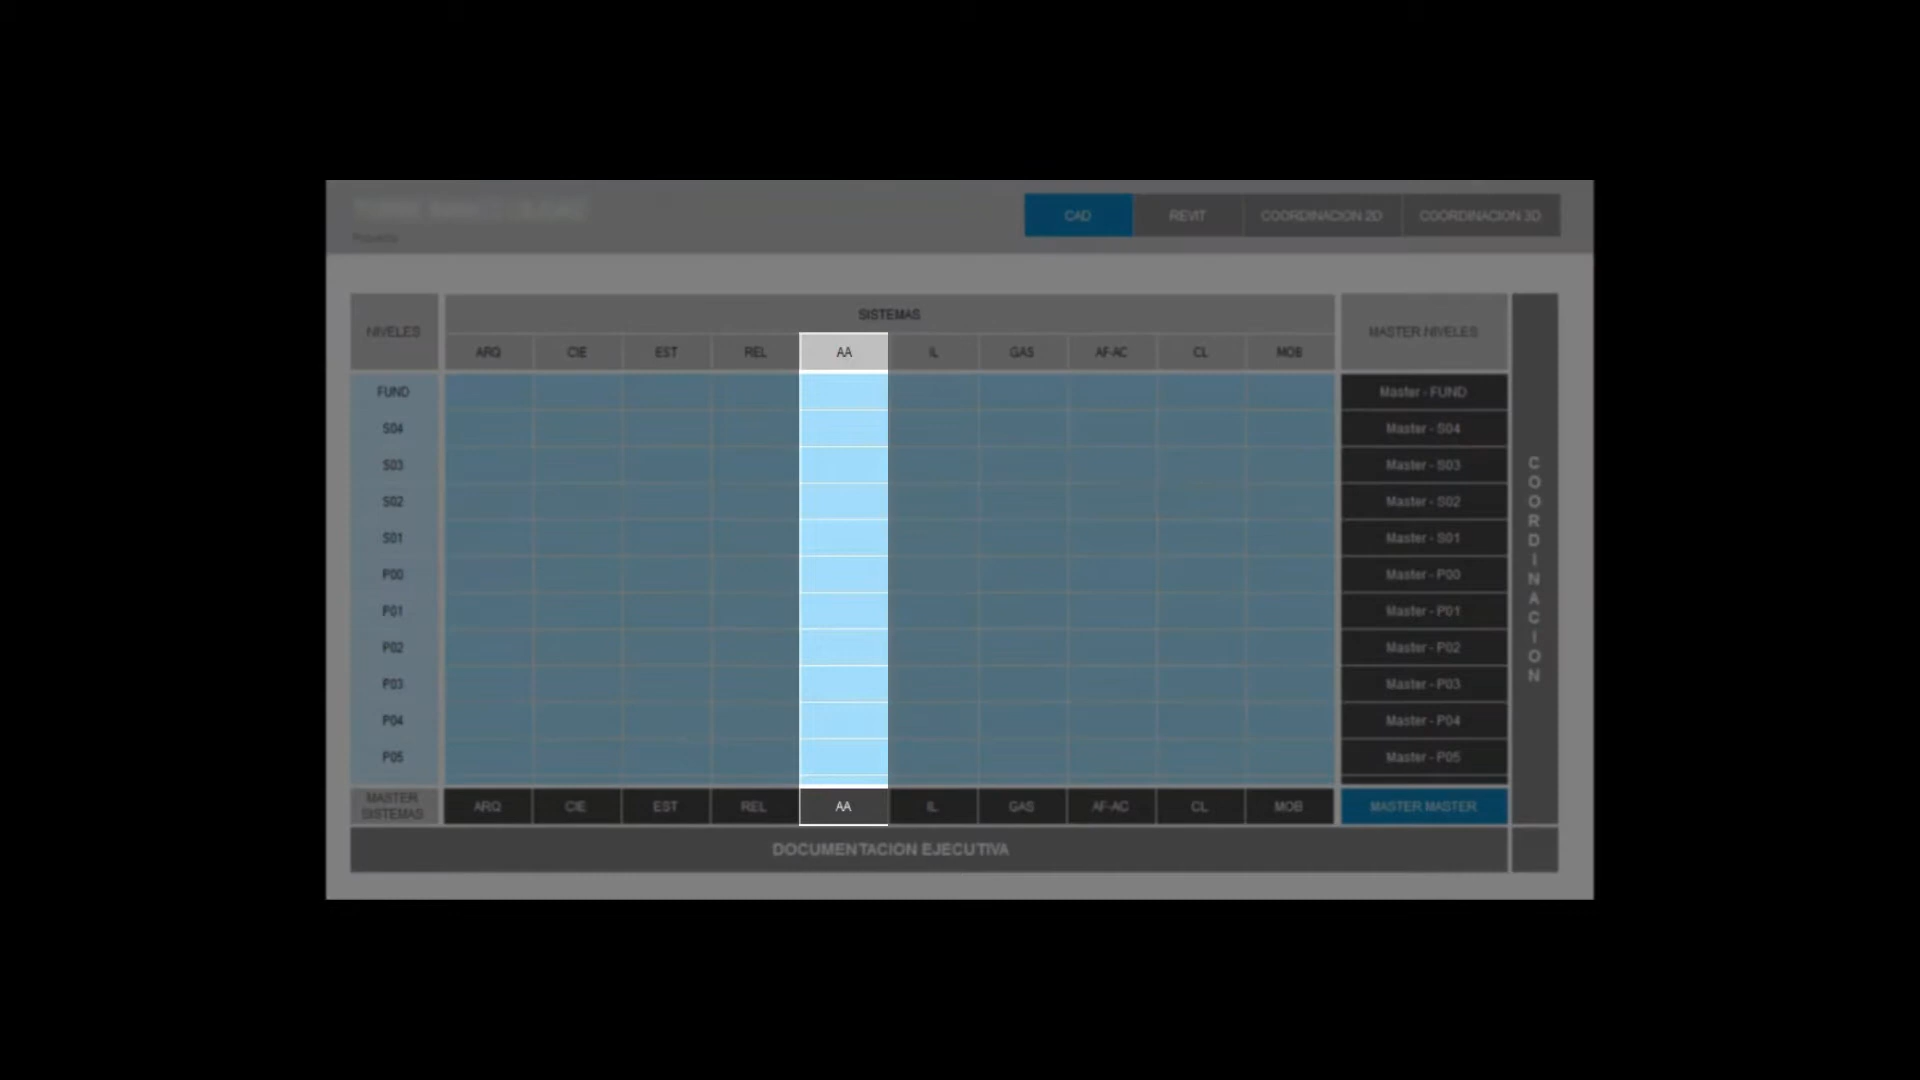 CAD REVIT COORDINACION 2D COORDINACION 3D
Proyecto
NIVELES SISTEMAS MASTER NIVELES
ARQ CIE EST REL AA IL GAS AF-AC CL MOB
FUND Master - FUND
S04 Master - S04
S03 Master - S03
S02 Master - S02
S01 Master - S01
P00 Master - P00
P01 Master - P01
P02 Master - P02
P03 Master - P03
P04 Master - P04
P05 Master - P05
COORDINACION
MASTER SISTEMAS ARQ CIE EST REL AA IL GAS AF-AC CL MOB MASTER MASTER
DOCUMENTACION EJECUTIVA